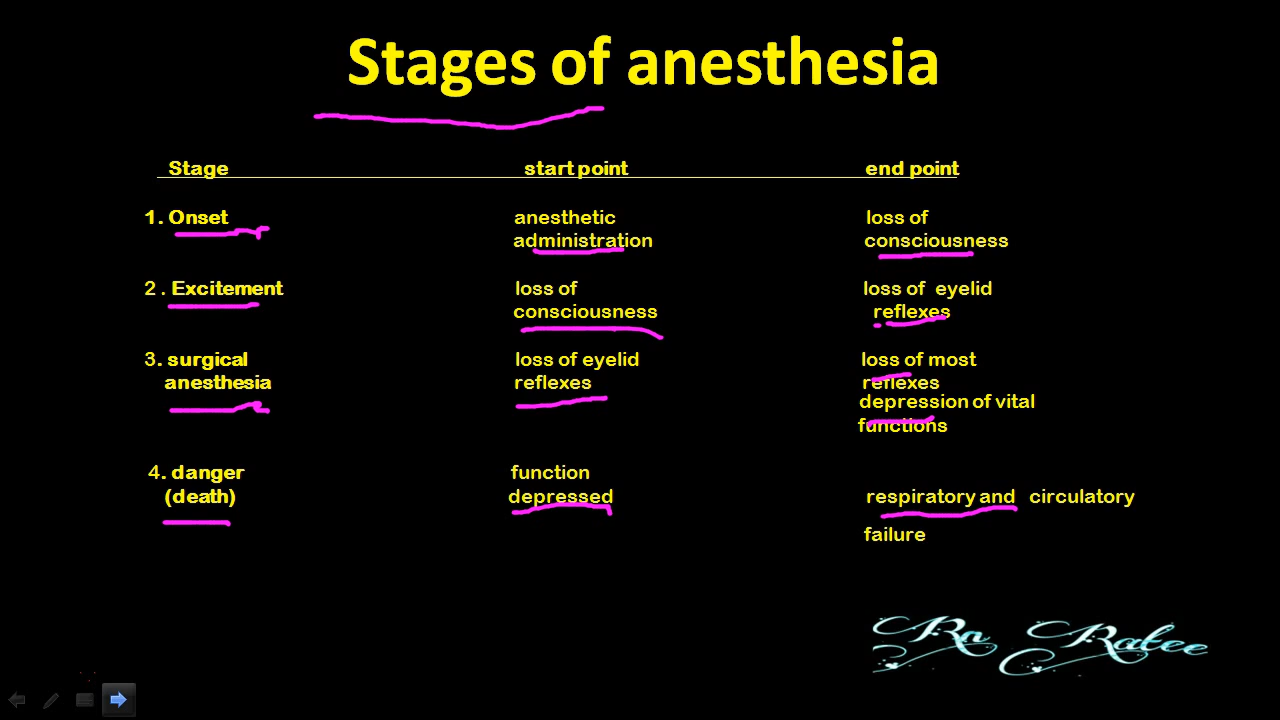 Stages of anesthesia
Stage start point end point
1. Onset anesthetic loss of
administration consciousness
2 . Excitement loss of loss of eyelid
consciousness reflexes
3. surgical loss of eyelid loss of most
anesthesia reflexes reflexes
depression of vital
functions
4. danger function
(death) depressed respiratory and circulatory
failure
Rn Rafee